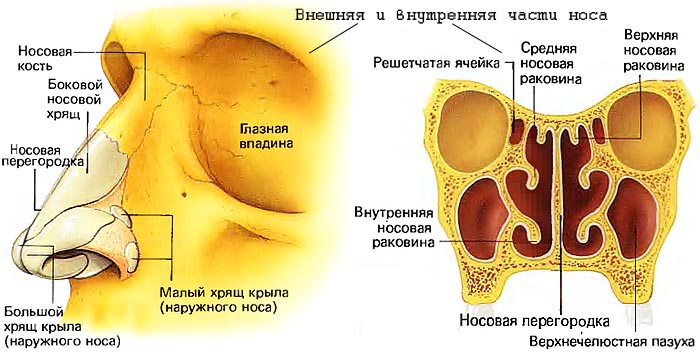 Внешняя и внутренняя части носа
Носовая
кость
Боковой
носовой
хрящ
Носовая
перегородка
Глазная
впадина
Большой
хрящ крыла
(наружного носа)
Малый хрящ крыла
(наружного носа)
Решетчатая ячейка
Средняя
носовая
раковина
Верхняя
носовая
раковина
Внутренняя
носовая
раковина
Носовая перегородка
Верхнечелюстная пазуха